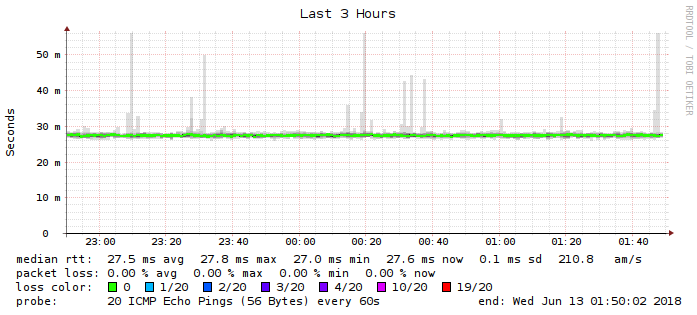 Last 3 Hours
RRDTOOL / TOBI OETIKER
Seconds
50 m
40 m
30 m
20 m
10 m
0
23:00 23:20 23:40 00:00 00:20 00:40 01:00 01:20 01:40
median rtt: 27.5 ms avg 27.8 ms max 27.0 ms min 27.6 ms now 0.1 ms sd 210.8 am/s
packet loss: 0.00 % avg 0.00 % max 0.00 % min 0.00 % now
loss color: 0 1/20 2/20 3/20 4/20 10/20 19/20
probe: 20 ICMP Echo Pings (56 Bytes) every 60s end: Wed Jun 13 01:50:02 2018